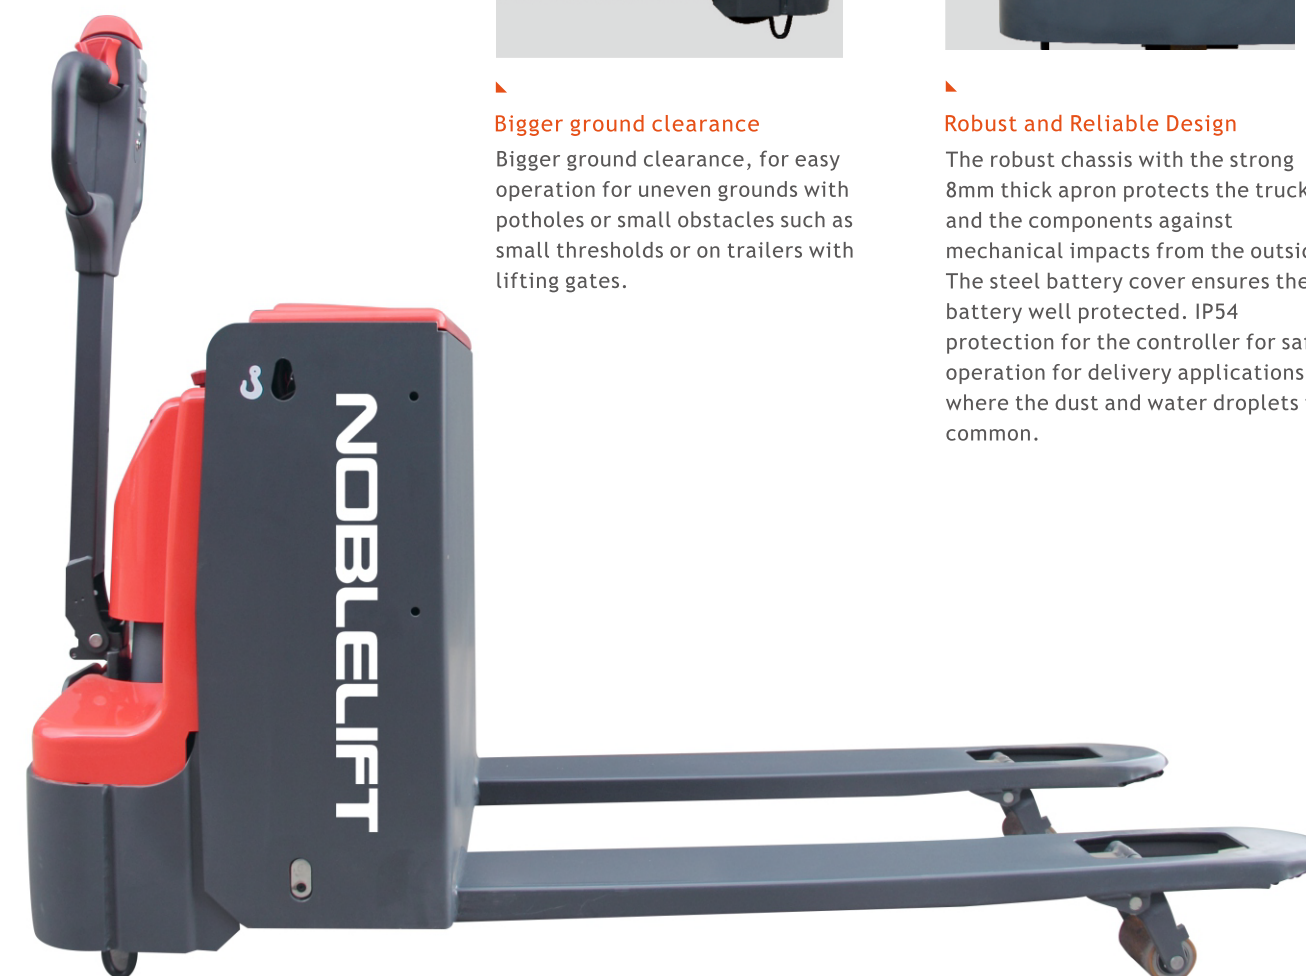 Bigger ground clearance
Bigger ground clearance, for easy
operation for uneven grounds with
potholes or small obstacles such as
small thresholds or on trailers with
lifting gates.
Robust and Reliable Design
The robust chassis with the strong
8mm thick apron protects the truck
and the components against
mechanical impacts from the
The steel battery cover ensures the
battery well protected. IP54
protection for the controller for
operation for delivery applications
where the dust and water droplets
common.
NOBLELIFT